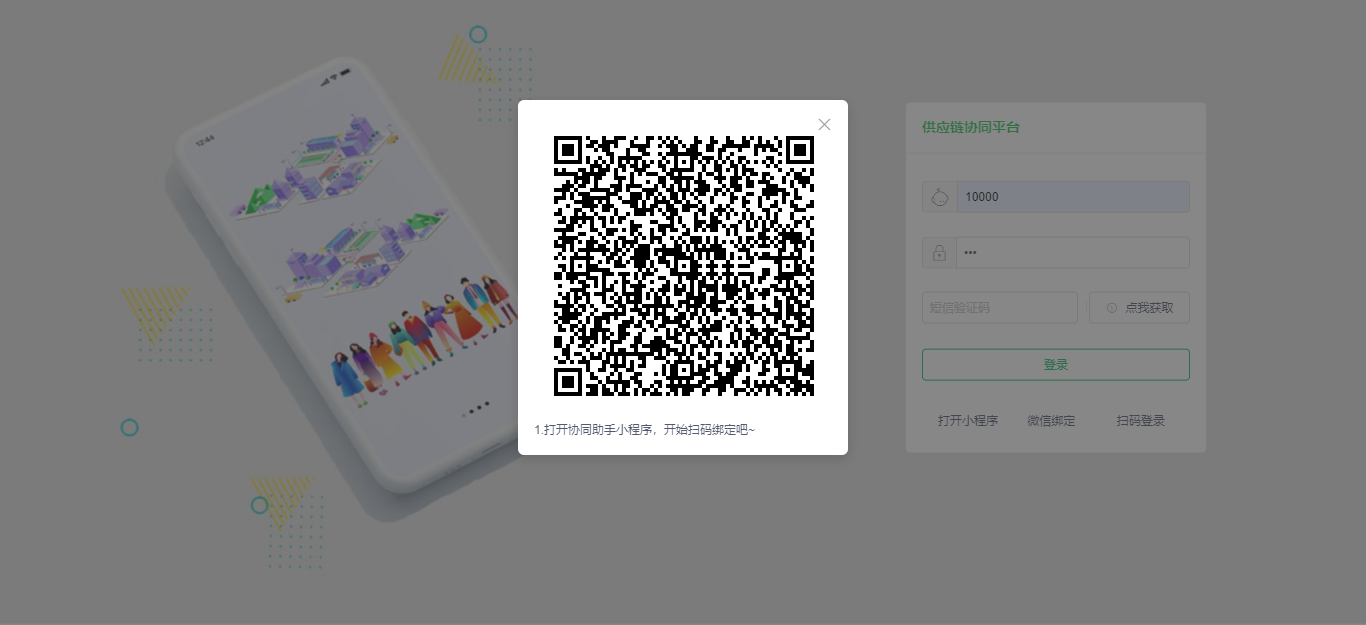 12:44
1.打开协同助手小程序，开始扫码绑定吧~
供应链协同平台
10000
•••
短信验证码
点我获取
登录
打开小程序 微信绑定 扫码登录